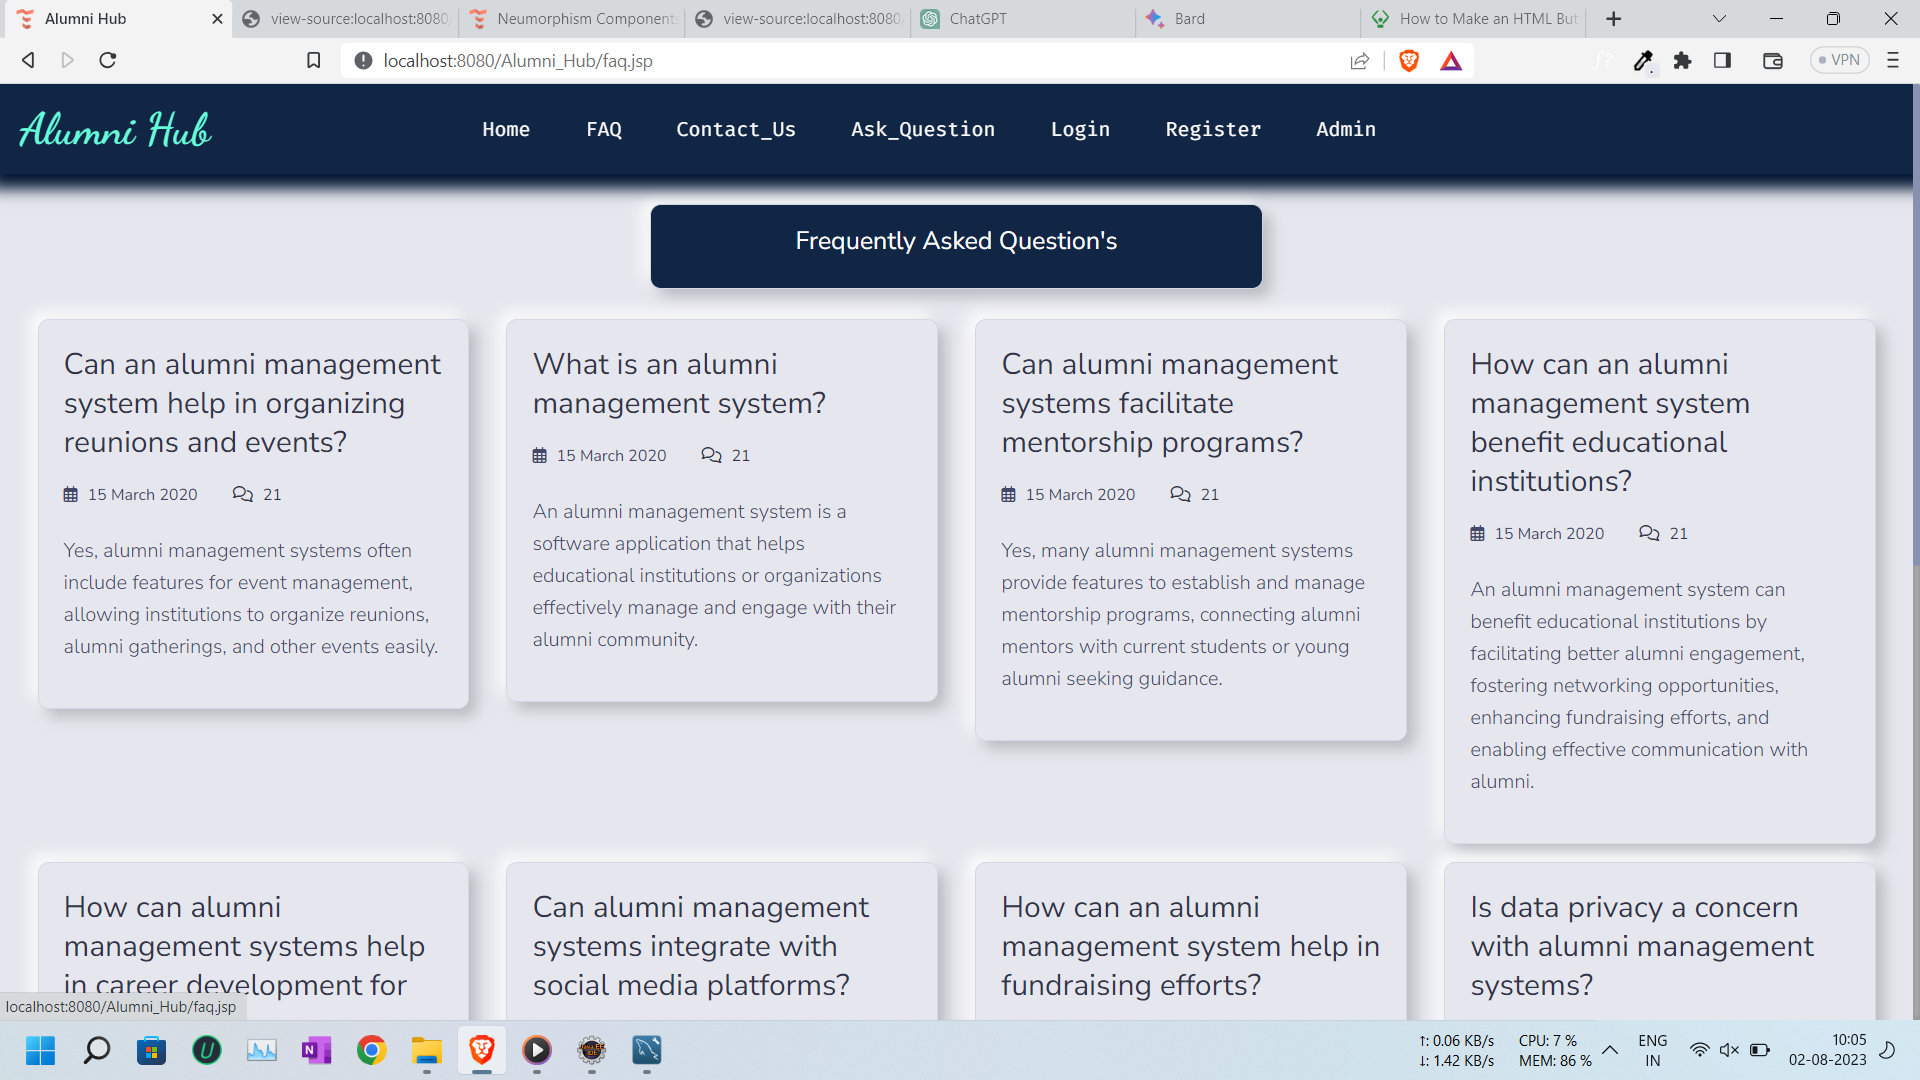 Alumni Hub
view-source:localhost:8080/
Neumorphism Component
view-source:localhost:8080/
ChatGPT
Bard
How to Make an HTML But
localhost:8080/Alumni_Hub/faq.jsp
VPN
Alumni Hub
Home
FAQ
Contact_Us
Ask_Question
Login
Register
Admin
Frequently Asked Question's
Can an alumni management
system help in organizing
reunions and events?
15 March 2020
21
Yes, alumni management systems often
include features for event management,
allowing institutions to organize reunions,
alumni gatherings, and other events easily.
What is an alumni
management system?
15 March 2020
21
An alumni management system is a
software application that helps
educational institutions or organizations
effectively manage and engage with their
alumni community.
Can alumni management
systems facilitate
mentorship programs?
15 March 2020
21
Yes, many alumni management systems
provide features to establish and manage
mentorship programs, connecting alumni
mentors with current students or young
alumni seeking guidance.
How can an alumni
management system
benefit educational
institutions?
15 March 2020
21
An alumni management system can
benefit educational institutions by
facilitating better alumni engagement,
fostering networking opportunities,
enhancing fundraising efforts, and
enabling effective communication with
alumni.
How can alumni
management systems help
in career development for
Can alumni management
systems integrate with
social media platforms?
How can an alumni
management system help in
fundraising efforts?
Is data privacy a concern
with alumni management
systems?
localhost:8080/Alumni_Hub/faq.jsp
↑: 0.06 KB/s
↓: 1.42 KB/s
CPU: 7 %
MEM: 86 %
ENG
IN
10:05
02-08-2023